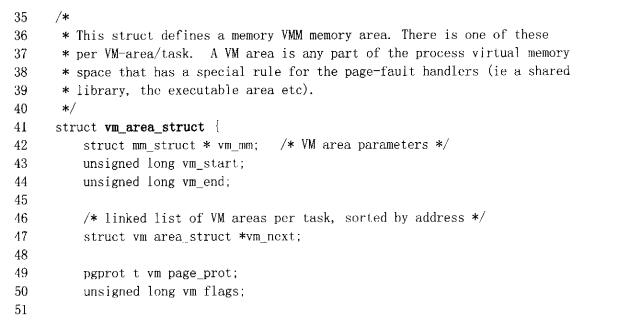 35 /*
36 * This struct defines a memory VMM memory area. There is one of these
37 * per VM-area/task. A VM area is any part of the process virtual memory
38 * space that has a special rule for the page-fault handlers (ie a shared
39 * library, the executable area etc).
40 */
41 struct vm_area_struct {
42 struct mm_struct * vm_mm; /* VM area parameters */
43 unsigned long vm_start;
44 unsigned long vm_end;
45
46 /* linked list of VM areas per task, sorted by address */
47 struct vm area_struct *vm_next;
48
49 pgprot t vm page_prot;
50 unsigned long vm flags;
51